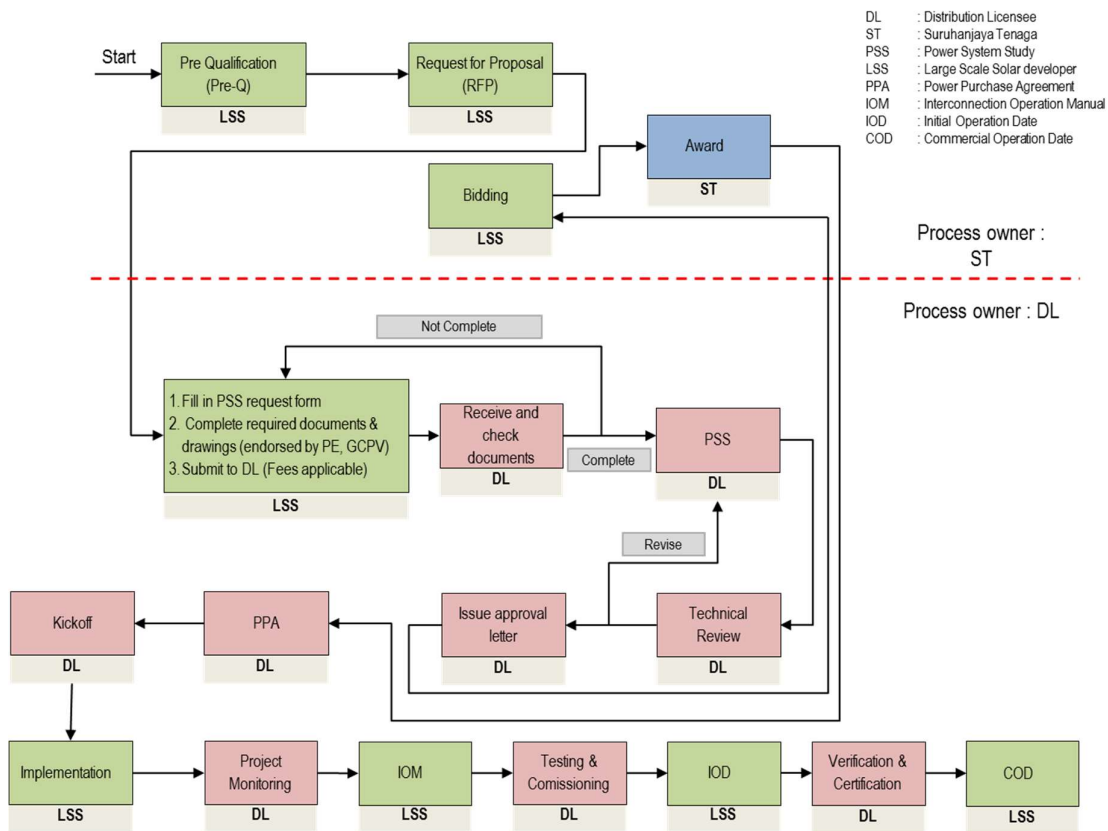 Start
Pre Qualification
(Pre-Q)
LSS
Request for Proposal
(RFP)
LSS
DL : Distribution Licensee
ST : Suruhanjaya Tenaga
PSS : Power System Study
LSS : Large Scale Solar developer
PPA : Power Purchase Agreement
IOM : Interconnection Operation Manual
IOD : Initial Operation Date
COD : Commercial Operation Date
Award
ST
Bidding
LSS
Process owner :
ST
Process owner : DL
Not Complete
1. Fill in PSS request form
2. Complete required documents &
drawings (endorsed by PE, GCPV)
3. Submit to DL (Fees applicable)
LSS
Receive and
check
documents
DL
Complete
PSS
DL
Revise
Kickoff
DL
PPA
DL
Issue approval
letter
DL
Technical
Review
DL
Implementation
LSS
Project
Monitoring
DL
IOM
LSS
Testing &
Comissioning
DL
IOD
LSS
Verification &
Certification
DL
COD
LSS